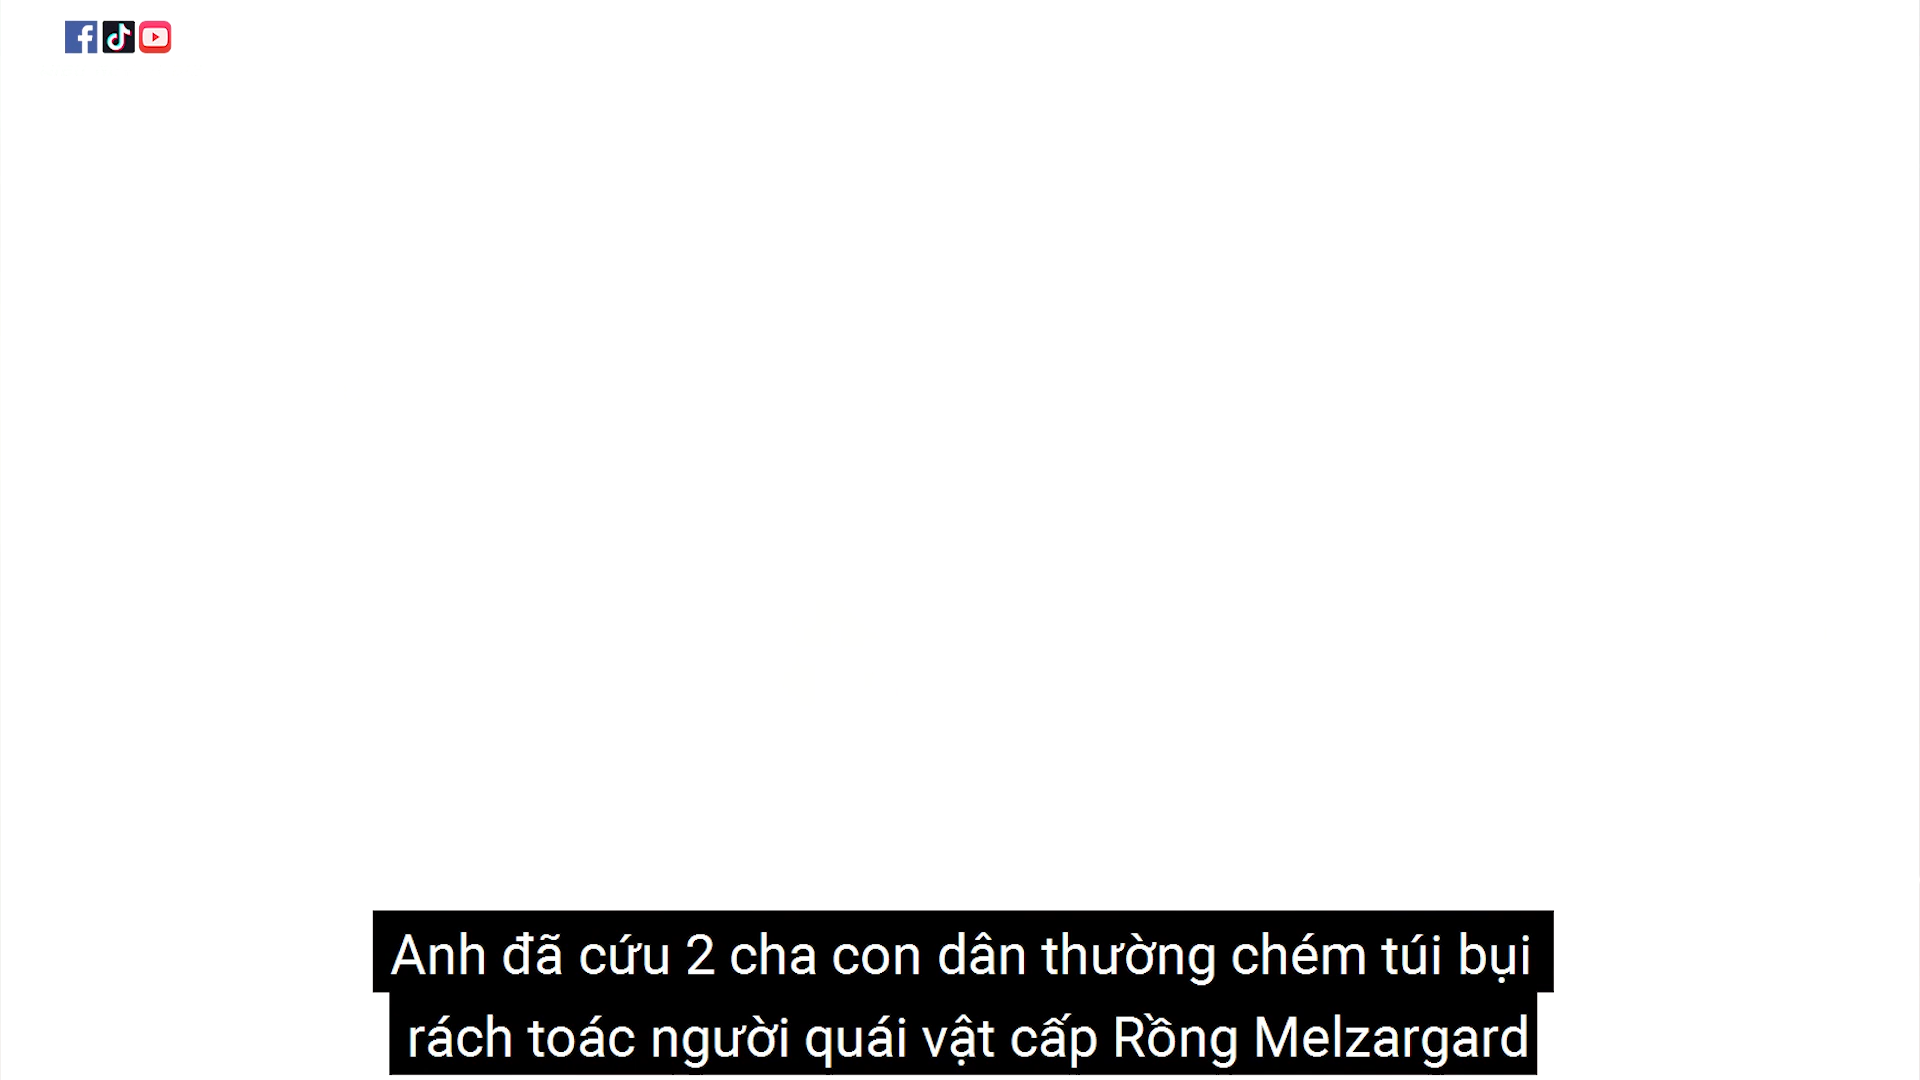 Anh đã cứu 2 cha con dân thường chém túi bụi
rách toác người quái vật cấp Rồng Melzargard